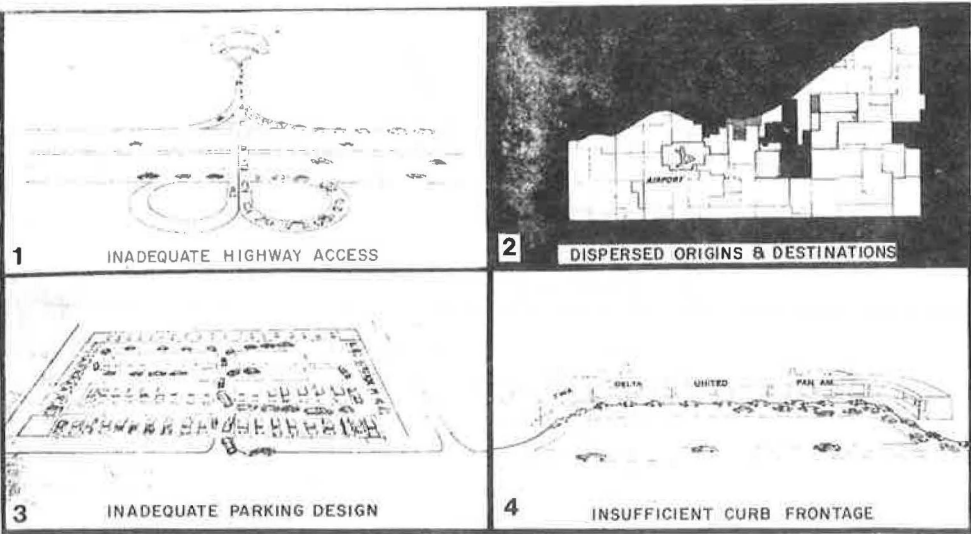 1
INADEQUATE HIGHWAY ACCESS
2
AIRPORT
DISPERSED ORIGINS & DESTINATIONS
3
INADEQUATE PARKING DESIGN
TWA
DELTA
UNITED
PAN AM
4
INSUFFICIENT CURB FRONTAGE